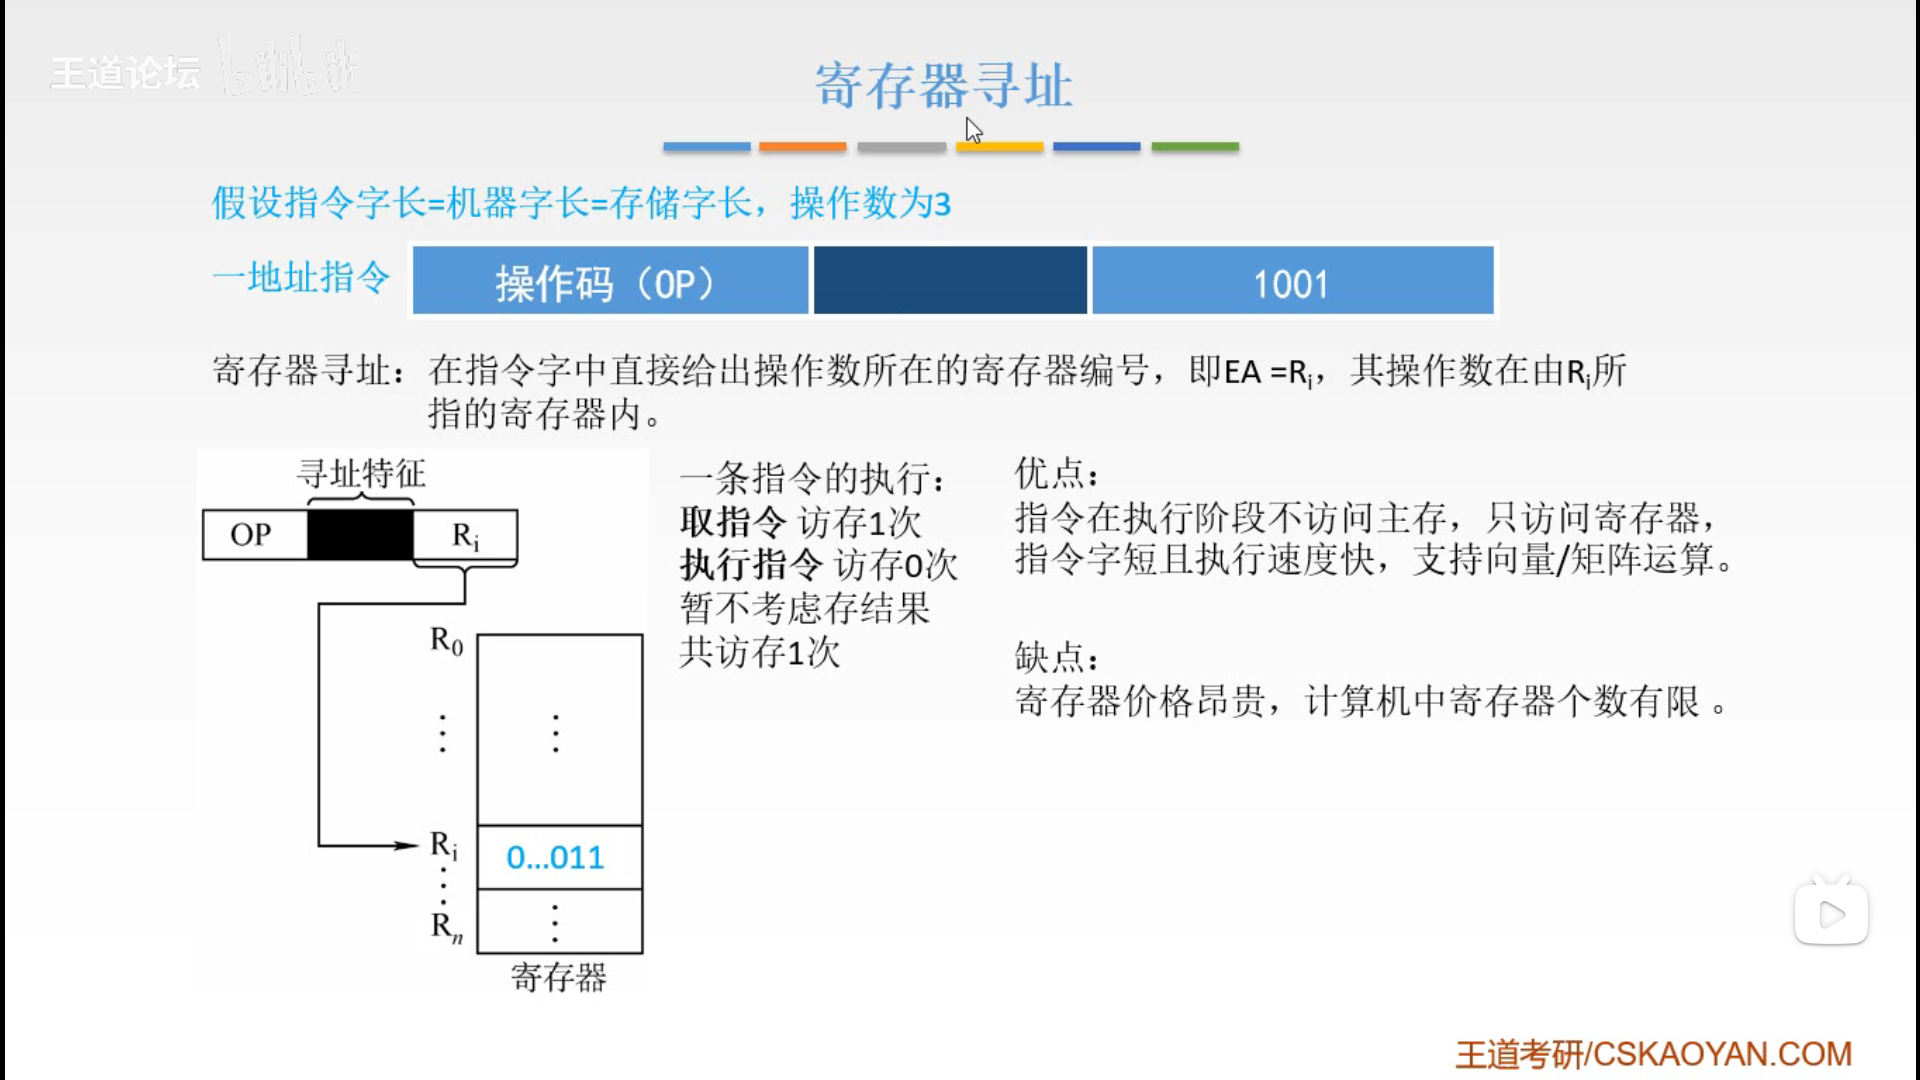 王道论坛 bilibili
寄存器寻址
假设指令字长=机器字长=存储字长，操作数为3
一地址指令 操作码（OP） 1001
寄存器寻址：在指令字中直接给出操作数所在的寄存器编号，即EA =Ri，其操作数在由Ri所
指的寄存器内。
寻址特征
OP Ri
R0
⋮ ⋮
Ri 0...011
⋮
Rn ⋮
寄存器
一条指令的执行：
取指令 访存1次
执行指令 访存0次
暂不考虑存结果
共访存1次
优点：
指令在执行阶段不访问主存，只访问寄存器，
指令字短且执行速度快，支持向量/矩阵运算。
缺点：
寄存器价格昂贵，计算机中寄存器个数有限 。
王道考研/CSKAOYAN.COM